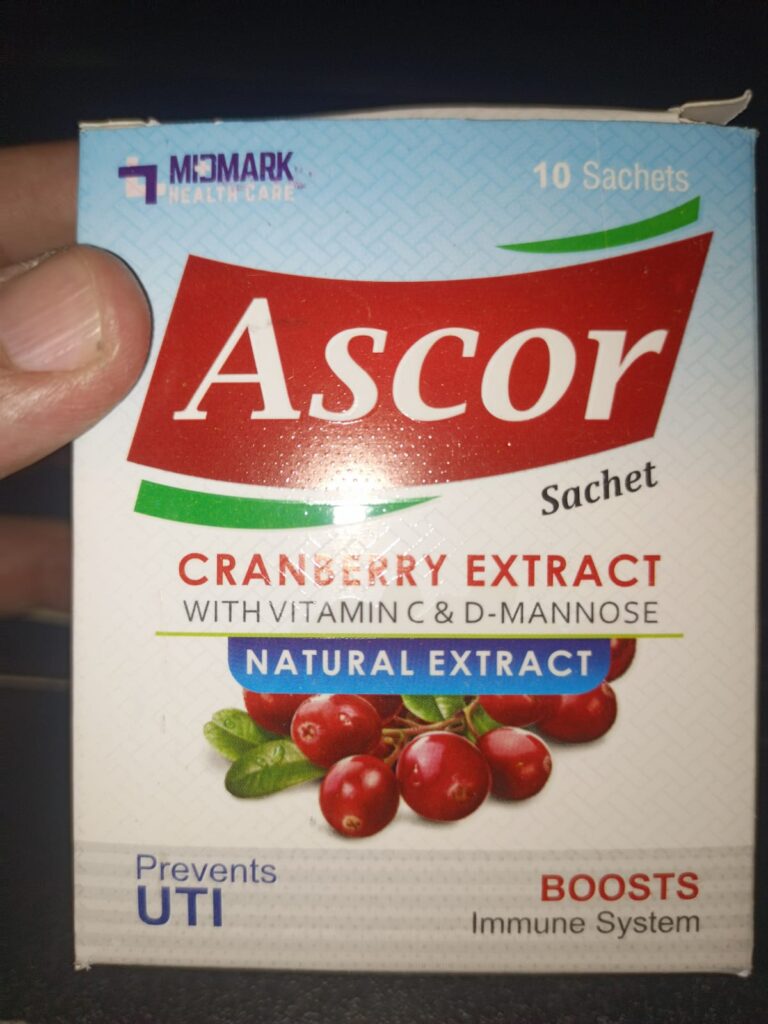 MIDMARK
HEALTH CARE
10 Sachets
Ascor
Sachet
CRANBERRY EXTRACT
WITH VITAMIN C & D-MANNOSE
NATURAL EXTRACT
Prevents
UTI
BOOSTS
Immune System